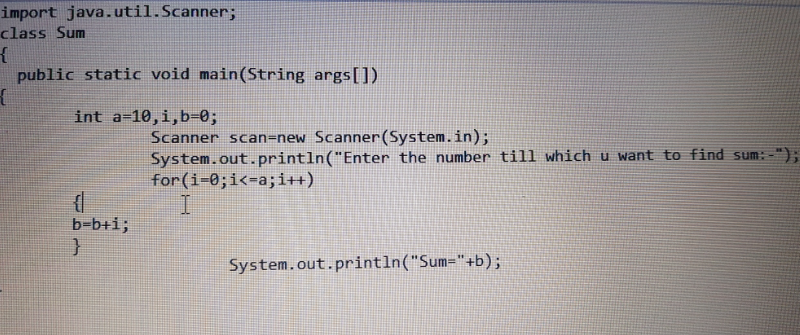 import java.util.Scanner;
class Sum
{
public static void main(String args[])
{
int a=10,i,b=0;
Scanner scan=new Scanner(System.in);
System.out.println("Enter the number till which u want to find sum:-");
for(i=0;i<=a;i++)
{
b=b+i;
}
System.out.println("Sum="+b);